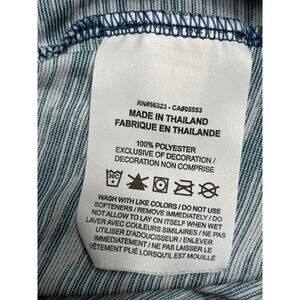 RN#56323 - CA#05553
MADE IN THAILAND
FABRIQUE EN THAILANDE
100% POLYESTER
EXCLUSIVE OF DECORATION /
DECORATION NON COMPRISE
WASH WITH LIKE COLORS / DO NOT USE
SOFTENERS / REMOVE IMMEDIATELY / DO
NOT ALLOW TO LAY ON ITSELF WHEN WET
LAVER AVEC COULEURS SIMILAIRES / NE PAS
UTILISER D'ADOUCISSEUR / ENLEVER
IMMEDIATEMENT / NE PAS LAISSER LE
VÊTEMENT PLIÉ LORSQU'IL EST MOUILLÉ